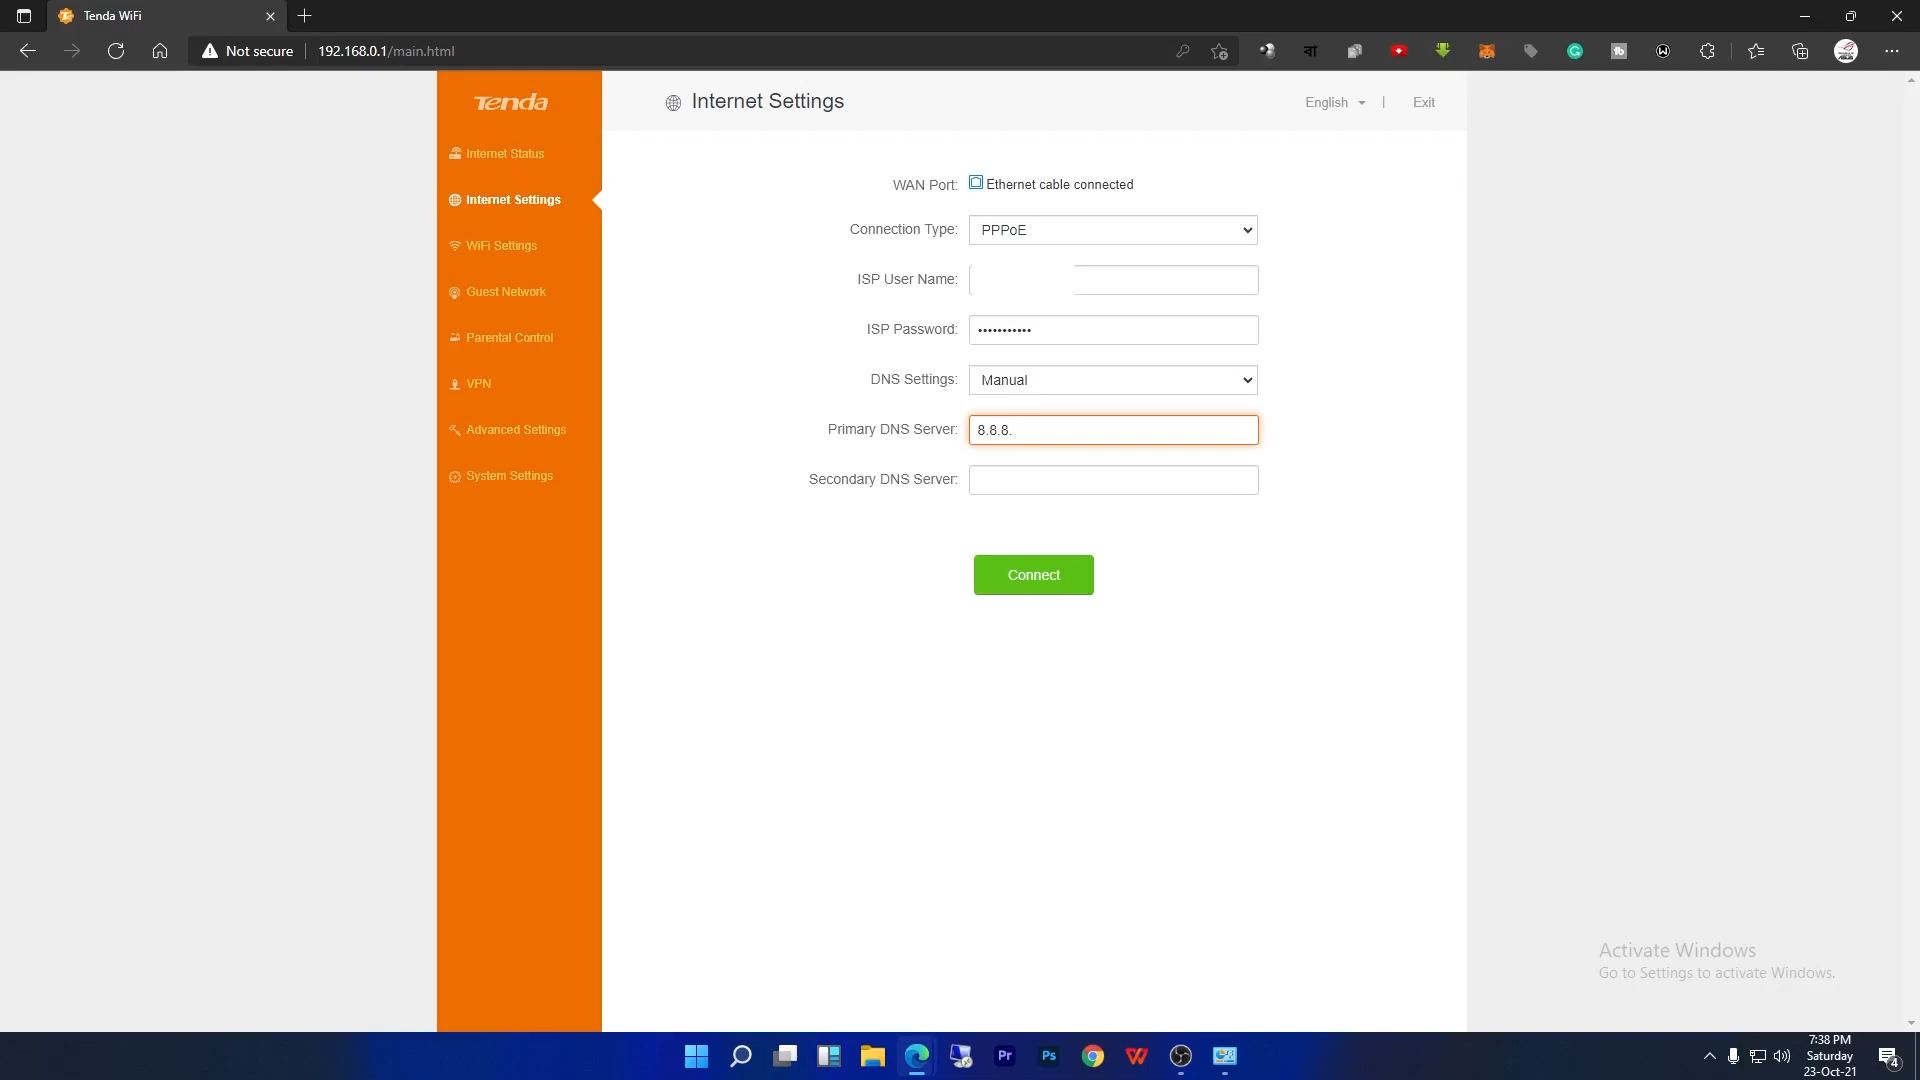 Tenda WiFi
Not secure
192.168.0.1/main.html
বা
Tenda
Internet Settings
English
Exit
Internet Status
Internet Settings
WiFi Settings
Guest Network
Parental Control
VPN
Advanced Settings
System Settings
WAN Port: Ethernet cable connected
Connection Type: PPPoE
ISP User Name:
ISP Password: •••••••••••
DNS Settings: Manual
Primary DNS Server: 8.8.8.
Secondary DNS Server:
Connect
Activate Windows
Go to Settings to activate Windows.
Pr
Ps
7:38 PM
Saturday
23-Oct-21
4